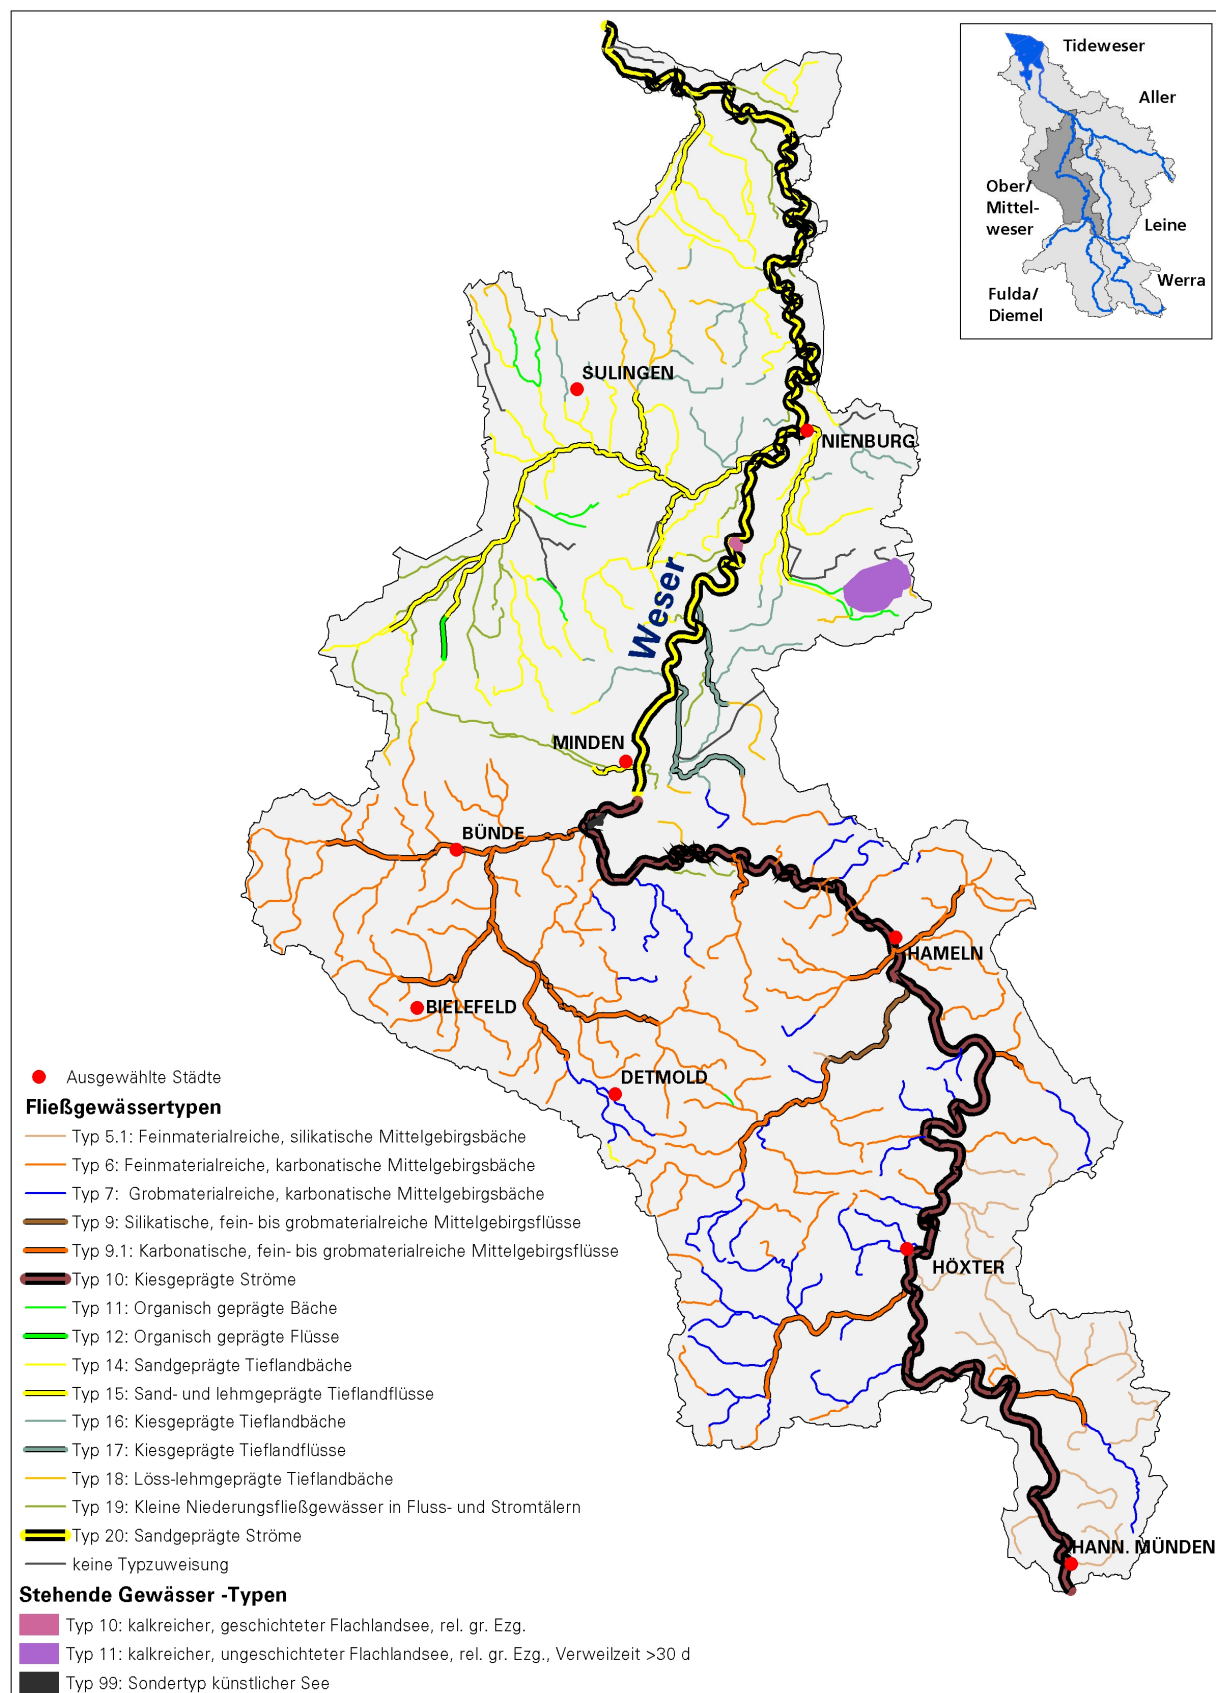 Tideweser
Aller
Ober/
Mittel-
weser
Leine
Werra
Fulda/
Diemel
SULINGEN
NIENBURG
Weser
MINDEN
BÜNDE
HAMELN
BIELEFELD
DETMOLD
HÖXTER
HANN. MÜNDEN
Ausgewählte Städte
Fließgewässertypen
Typ 5.1: Feinmaterialreiche, silikatische Mittelgebirgsbäche
Typ 6: Feinmaterialreiche, karbonatische Mittelgebirgsbäche
Typ 7: Grobmaterialreiche, karbonatische Mittelgebirgsbäche
Typ 9: Silikatische, fein- bis grobmaterialreiche Mittelgebirgsflüsse
Typ 9.1: Karbonatische, fein- bis grobmaterialreiche Mittelgebirgsflüsse
Typ 10: Kiesgeprägte Ströme
Typ 11: Organisch geprägte Bäche
Typ 12: Organisch geprägte Flüsse
Typ 14: Sandgeprägte Tieflandbäche
Typ 15: Sand- und lehmgeprägte Tieflandflüsse
Typ 16: Kiesgeprägte Tieflandbäche
Typ 17: Kiesgeprägte Tieflandflüsse
Typ 18: Löss-lehmgeprägte Tieflandbäche
Typ 19: Kleine Niederungsfließgewässer in Fluss- und Stromtälern
Typ 20: Sandgeprägte Ströme
keine Typzuweisung
Stehende Gewässer -Typen
Typ 10: kalkreicher, geschichteter Flachlandsee, rel. gr. Ezg.
Typ 11: kalkreicher, ungeschichteter Flachlandsee, rel. gr. Ezg., Verweilzeit >30 d
Typ 99: Sondertyp künstlicher See